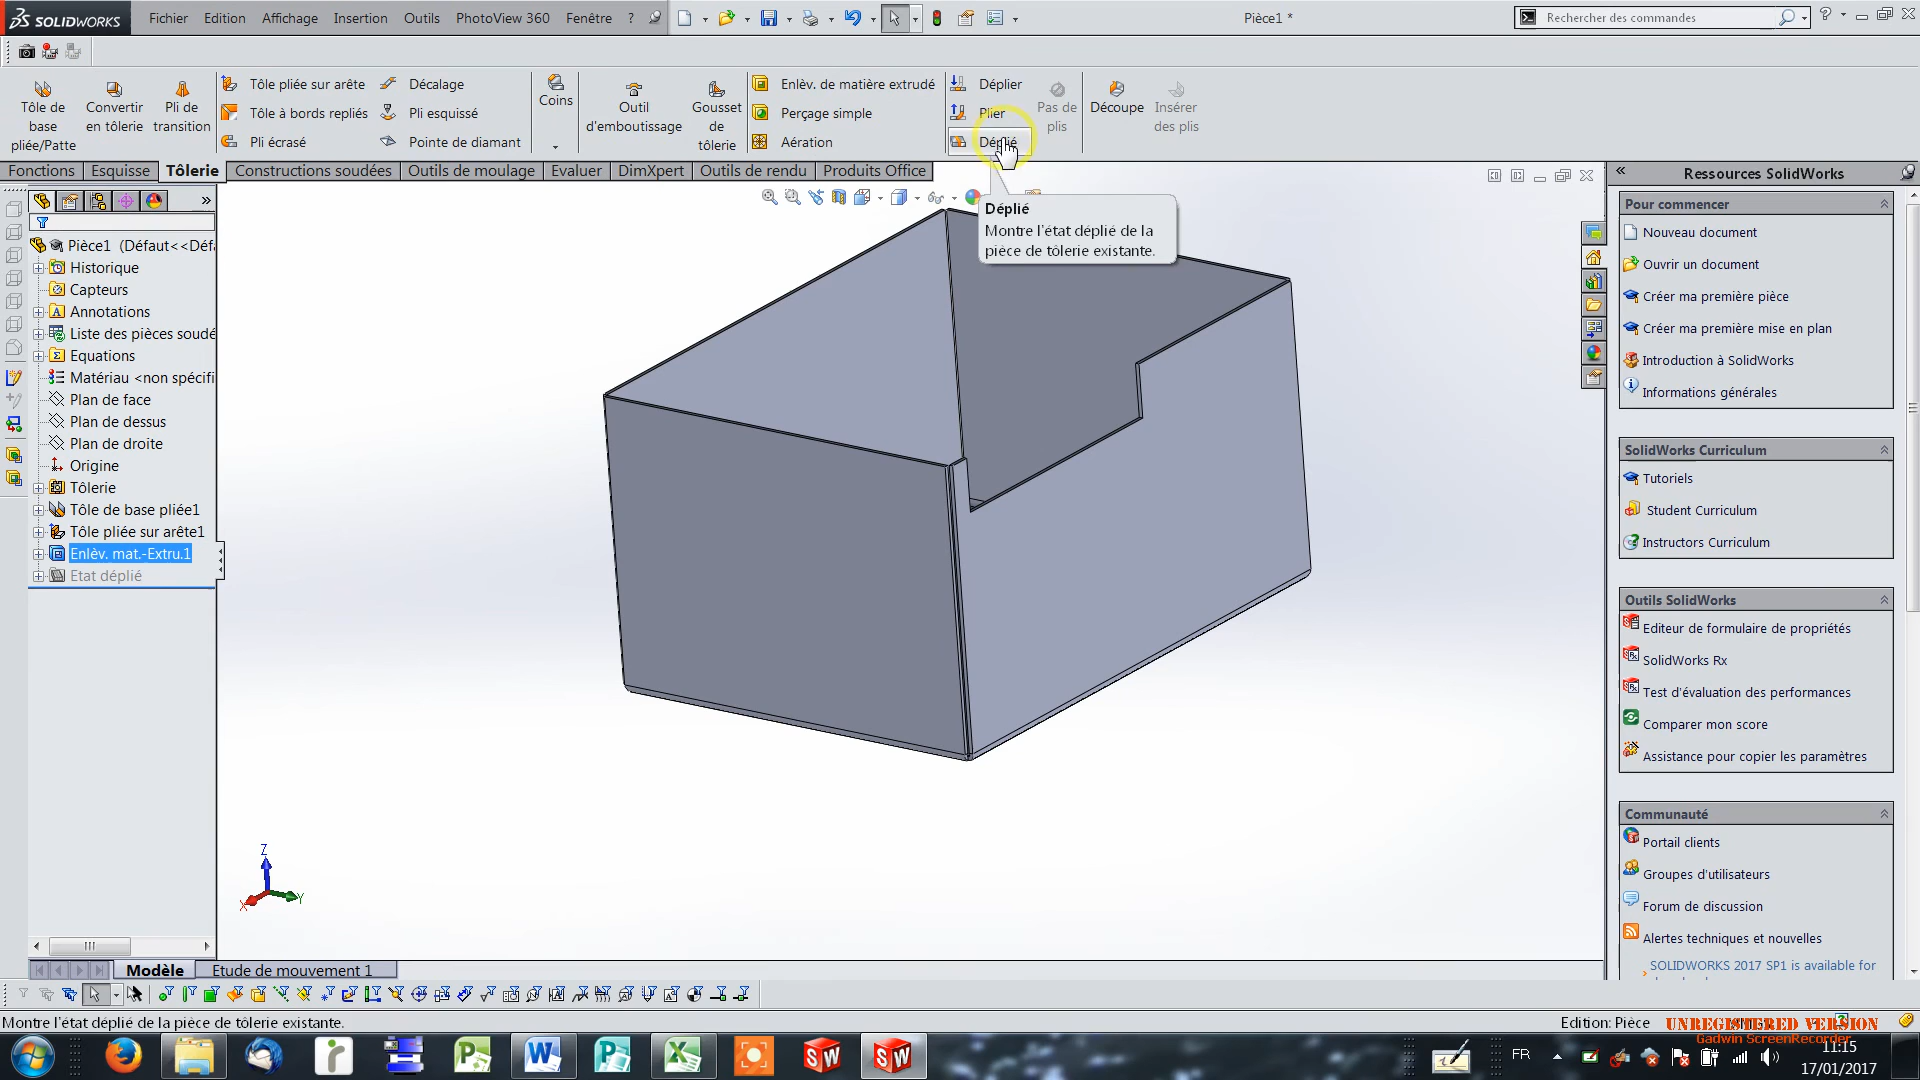 SOLIDWORKS
Fichier
Edition
Affichage
Insertion
Outils
PhotoView 360
Fenêtre
?
Pièce1 *
Rechercher des commandes
Tôle de
base
pliée/Patte
Convertir
en tôlerie
Pli de
transition
Tôle pliée sur arête
Tôle à bords repliés
Pli écrasé
Décalage
Pli esquissé
Pointe de diamant
Coins
Outil
d'emboutissage
Gousset
de
tôlerie
Enlèv. de matière extrudé
Perçage simple
Aération
Déplier
Plier
Déplié
Pas de
plis
Découpe
Insérer
des plis
Fonctions
Esquisse
Tôlerie
Constructions soudées
Outils de moulage
Evaluer
DimXpert
Outils de rendu
Produits Office
Déplié
Montre l'état déplié de la
pièce de tôlerie existante.
Pièce1 (Défaut<<Défa
Historique
Capteurs
Annotations
Liste des pièces soudé
Equations
Matériau <non spécifi
Plan de face
Plan de dessus
Plan de droite
Origine
Tôlerie
Tôle de base pliée1
Tôle pliée sur arête1
Enlèv. mat.-Extru.1
Etat déplié
Z
X
Y
Ressources SolidWorks
Pour commencer
Nouveau document
Ouvrir un document
Créer ma première pièce
Créer ma première mise en plan
Introduction à SolidWorks
Informations générales
SolidWorks Curriculum
Tutoriels
Student Curriculum
Instructors Curriculum
Outils SolidWorks
Editeur de formulaire de propriétés
SolidWorks Rx
Test d'évaluation des performances
Comparer mon score
Assistance pour copier les paramètres
Communauté
Portail clients
Groupes d'utilisateurs
Forum de discussion
Alertes techniques et nouvelles
SOLIDWORKS 2017 SP1 is available for
Modèle
Etude de mouvement 1
Montre l'état déplié de la pièce de tôlerie existante.
Edition: Pièce
UNREGISTERED VERSION
Gadwin ScreenRecorder
FR
11:15
17/01/2017